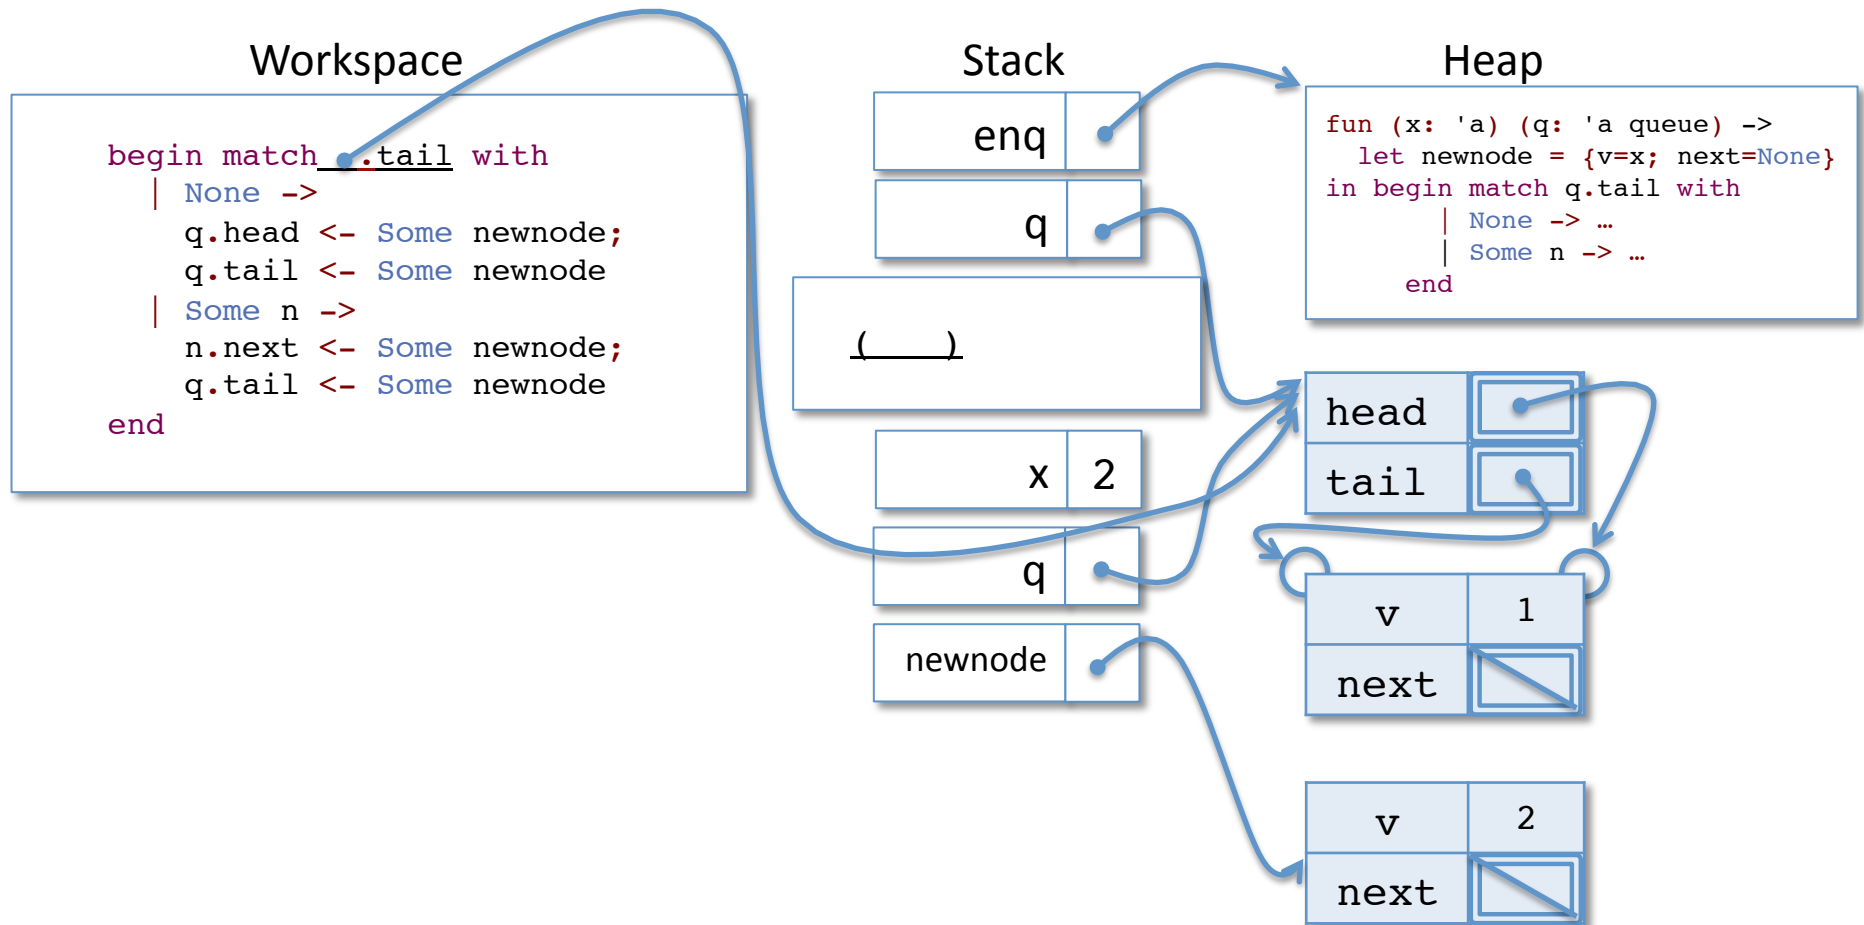 Workspace
begin match .tail with
| None ->
q.head <- Some newnode;
q.tail <- Some newnode
| Some n ->
n.next <- Some newnode;
q.tail <- Some newnode
end
Stack
enq
q
( )
x 2
q
newnode
Heap
fun (x: 'a) (q: 'a queue) ->
let newnode = {v=x; next=None}
in begin match q.tail with
| None -> …
| Some n -> …
end
head
tail
v 1
next
v 2
next